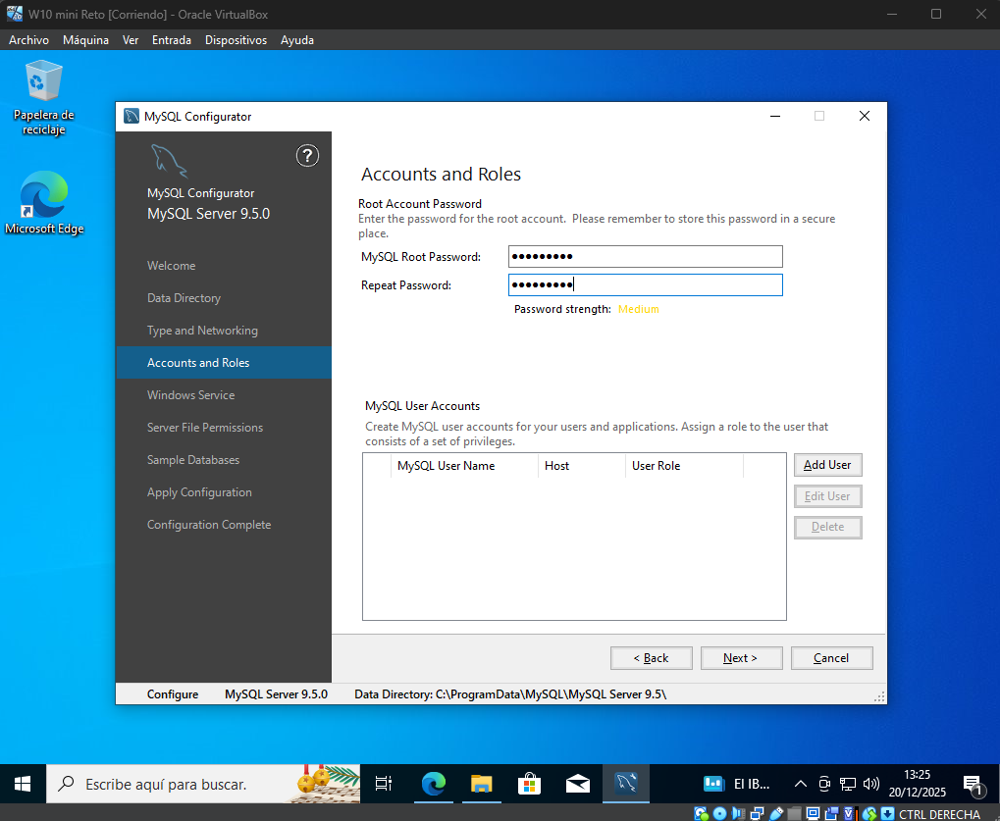 W10 mini Reto [Corriendo] - Oracle VirtualBox
Archivo Máquina Ver Entrada Dispositivos Ayuda
Papelera de
reciclaje
Microsoft Edge
MySQL Configurator
?
MySQL Configurator
MySQL Server 9.5.0
Welcome
Data Directory
Type and Networking
Accounts and Roles
Windows Service
Server File Permissions
Sample Databases
Apply Configuration
Configuration Complete
Accounts and Roles
Root Account Password
Enter the password for the root account. Please remember to store this password in a secure
place.
MySQL Root Password: ●●●●●●●●●
Repeat Password: ●●●●●●●●●
Password strength: Medium
MySQL User Accounts
Create MySQL user accounts for your users and applications. Assign a role to the user that
consists of a set of privileges.
MySQL User Name Host User Role
Add User
Edit User
Delete
< Back Next > Cancel
Configure MySQL Server 9.5.0 Data Directory: C:\ProgramData\MySQL\MySQL Server 9.5\
Escribe aquí para buscar.
El IB...
13:25
20/12/2025
1
CTRL DERECHA